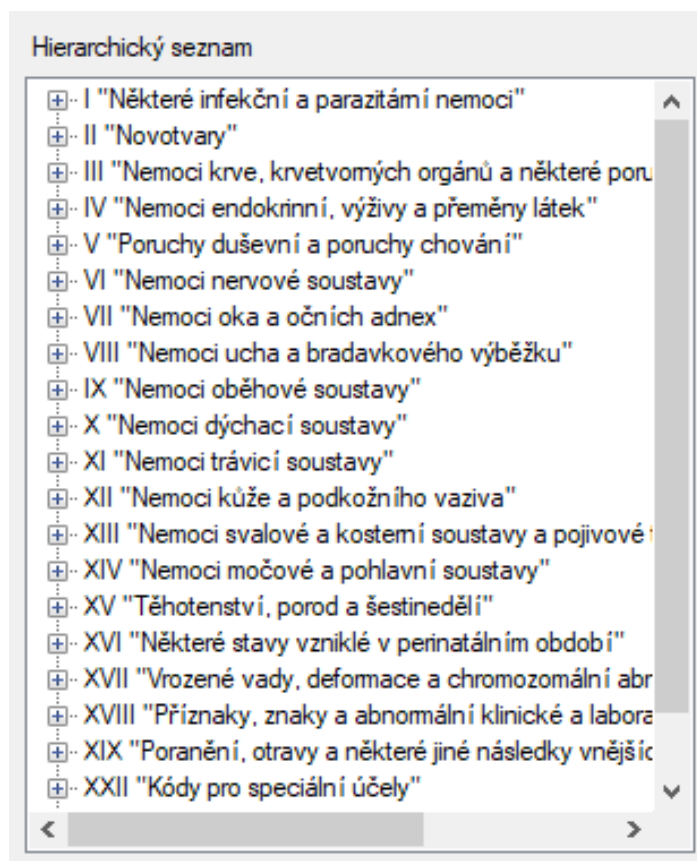 Hierarchický seznam
I "Některé infekční a parazitární nemoci"
II "Novotvary"
III "Nemoci krve, krvetvorných orgánů a některé poru
IV "Nemoci endokrinní, výživy a přeměny látek"
V "Poruchy duševní a poruchy chování"
VI "Nemoci nervové soustavy"
VII "Nemoci oka a očních adnex"
VIII "Nemoci ucha a bradavkového výběžku"
IX "Nemoci oběhové soustavy"
X "Nemoci dýchací soustavy"
XI "Nemoci trávicí soustavy"
XII "Nemoci kůže a podkožního vaziva"
XIII "Nemoci svalové a kosterní soustavy a pojivové
XIV "Nemoci močové a pohlavní soustavy"
XV "Těhotenství, porod a šestinedělí"
XVI "Některé stavy vzniklé v perinatálním období"
XVII "Vrozené vady, deformace a chromozomální abr
XVIII "Příznaky, znaky a abnormální klinické a labora
XIX "Poranění, otravy a některé jiné následky vnějšíc
XXII "Kódy pro speciální účely"